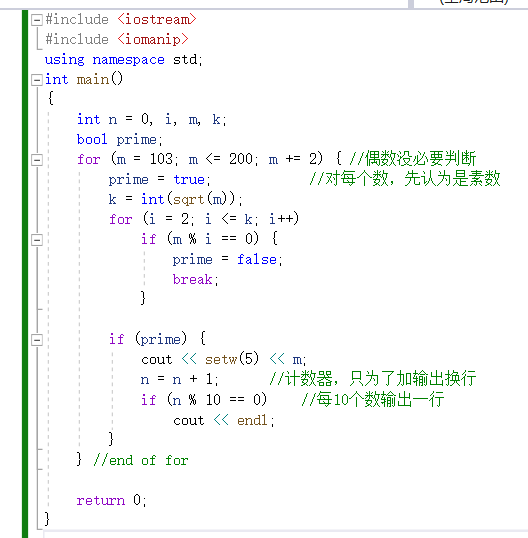 #include <iostream>
#include <iomanip>
using namespace std;
int main()
{
    int n = 0, i, m, k;
    bool prime;
    for (m = 103; m <= 200; m += 2) { //偶数没必要判断
        prime = true;            //对每个数，先认为是素数
        k = int(sqrt(m));
        for (i = 2; i <= k; i++)
            if (m % i == 0) {
                prime = false;
                break;
            }
        if (prime) {
            cout << setw(5) << m;
            n = n + 1;      //计数器，只为了加输出换行
            if (n % 10 == 0)    //每10个数输出一行
                cout << endl;
        }
    } //end of for
    return 0;
}